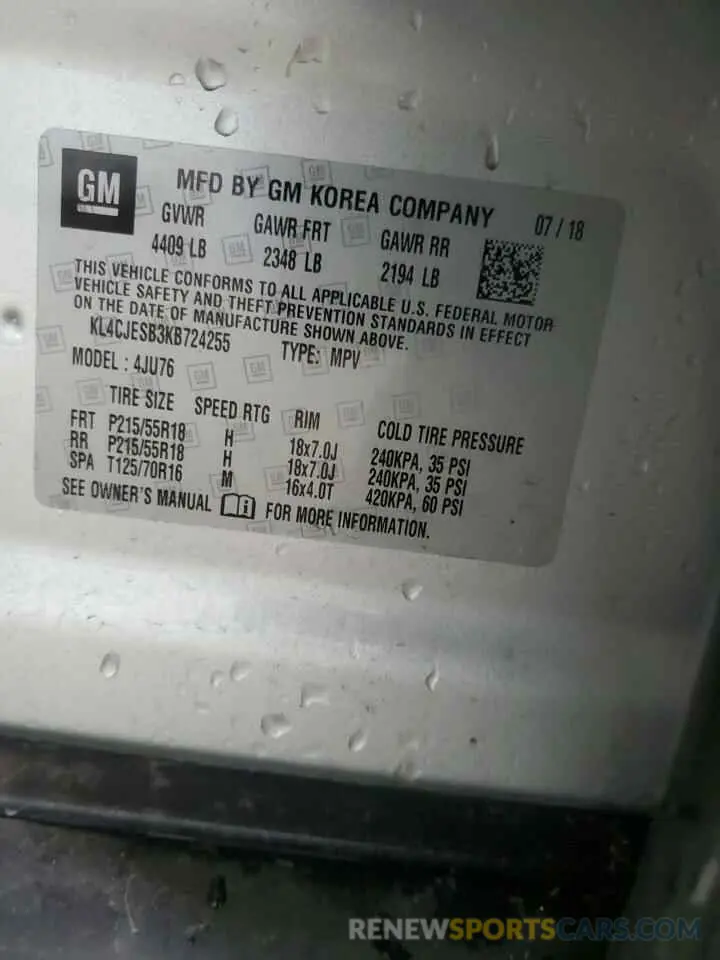 GM
MFD BY GM KOREA COMPANY 07 / 18
GVWR GAWR FRT GAWR RR
4409 LB 2348 LB 2194 LB
THIS VEHICLE CONFORMS TO ALL APPLICABLE U.S. FEDERAL MOTOR
VEHICLE SAFETY AND THEFT PREVENTION STANDARDS IN EFFECT
ON THE DATE OF MANUFACTURE SHOWN ABOVE.
KL4CJESB3KB724255 TYPE: MPV
MODEL : 4JU76
TIRE SIZE SPEED RTG RIM COLD TIRE PRESSURE
FRT P215/55R18 H 18x7.0J 240KPA, 35 PSI
RR P215/55R18 H 18x7.0J 240KPA, 35 PSI
SPA T125/70R16 M 16x4.0T 420KPA, 60 PSI
SEE OWNER'S MANUAL i FOR MORE INFORMATION.
RENEWSPORTSCARS.COM